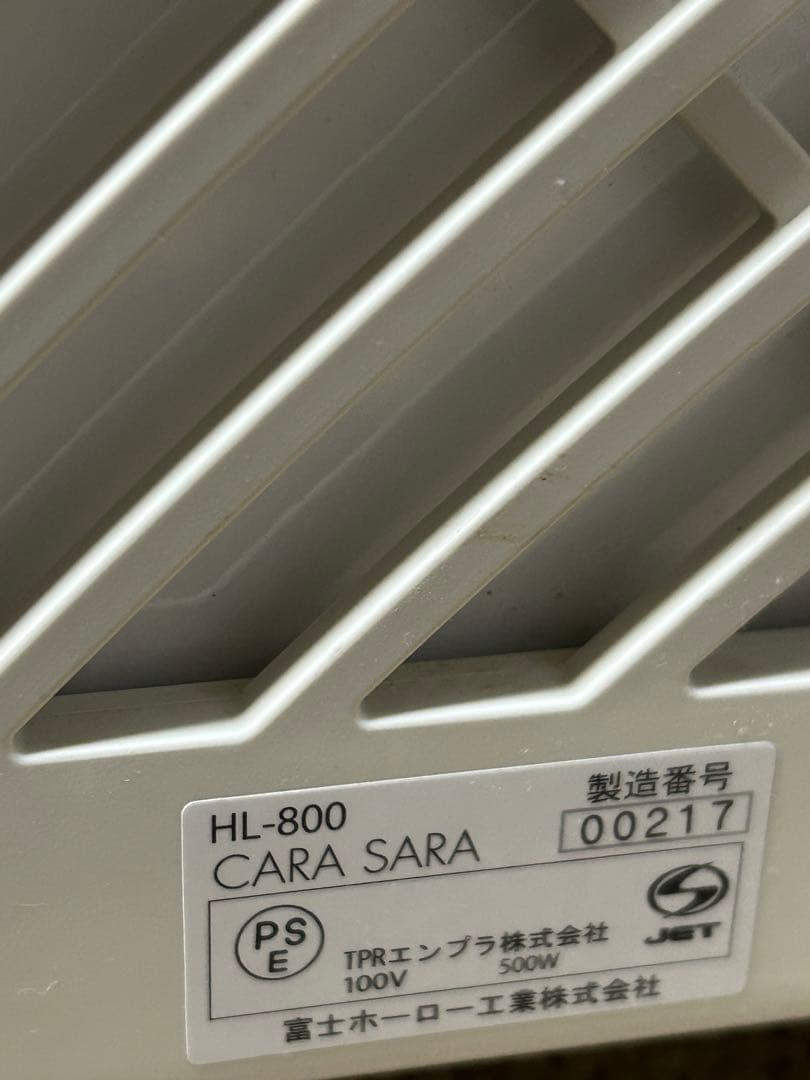 HL-800
CARA SARA
製造番号
00217
PS
E
TPRエンプラ株式会社
100V 500W
JET
富士ホーロー工業株式会社